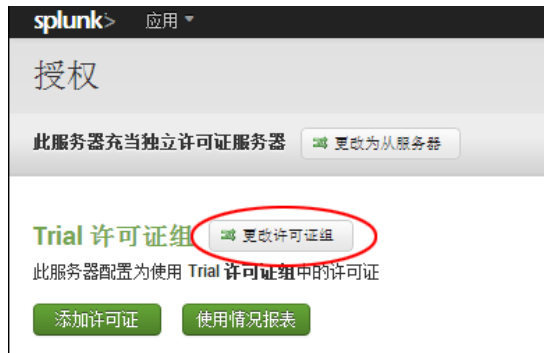 splunk> 应用
授权
此服务器充当独立许可证服务器 更改为从服务器
Trial 许可证组 更改许可证组
此服务器配置为使用 Trial 许可证组中的许可证
添加许可证 使用情况报表